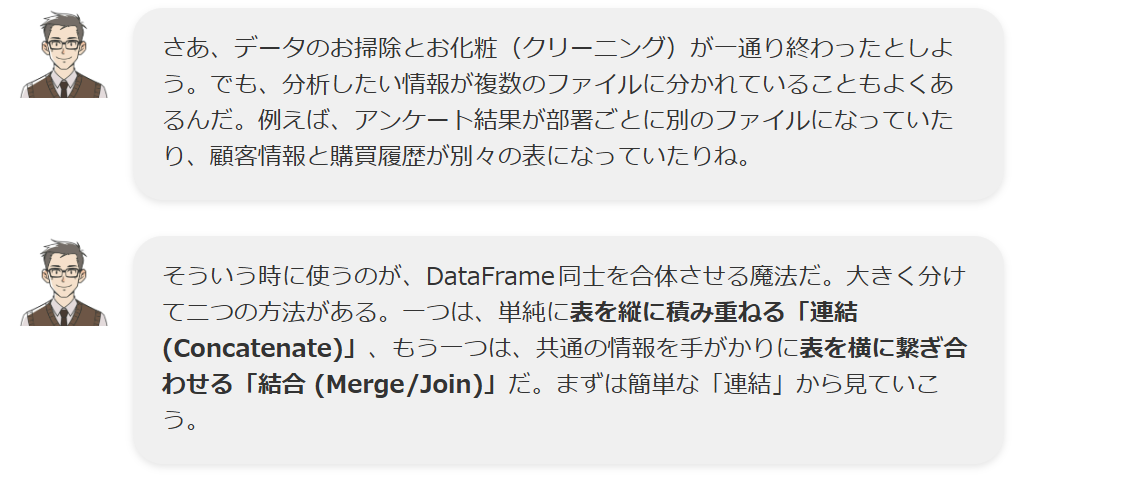 さあ、データのお掃除とお化粧（クリーニング）が一通り終わったとしよ
う。でも、分析したい情報が複数のファイルに分かれていることもよくあ
るんだ。例えば、アンケート結果が部署ごとに別のファイルになっていた
り、顧客情報と購買履歴が別々の表になっていたりね。
そういう時に使うのが、DataFrame同士を合体させる魔法だ。大きく分け
て二つの方法がある。一つは、単純に表を縦に積み重ねる「連結
(Concatenate)」、もう一つは、共通の情報を手がかりに表を横に繋ぎ合
わせる「結合 (Merge/Join)」だ。まずは簡単な「連結」から見ていこ
う。